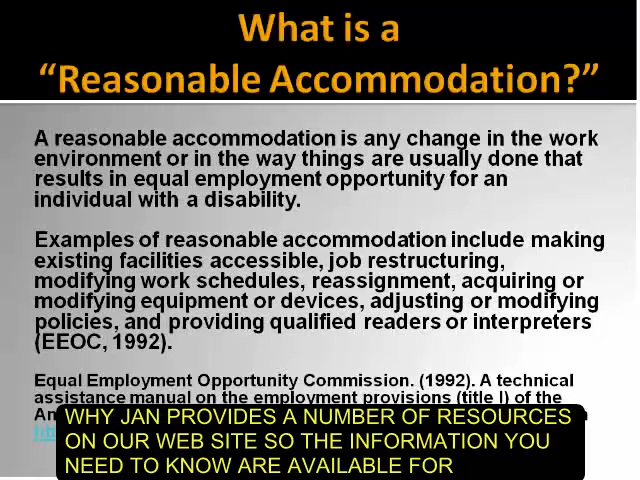 What is a
“Reasonable Accommodation?”
A reasonable accommodation is any change in the work
environment or in the way things are usually done that
results in equal employment opportunity for an
individual with a disability.
Examples of reasonable accommodation include making
existing facilities accessible, job restructuring,
modifying work schedules, reassignment, acquiring or
modifying equipment or devices, adjusting or modifying
policies, and providing qualified readers or interpreters
(EEOC, 1992).
Equal Employment Opportunity Commission. (1992). A technical
assistance manual on the employment provisions (title I) of the
WHY JAN PROVIDES A NUMBER OF RESOURCES
ON OUR WEB SITE SO THE INFORMATION YOU
NEED TO KNOW ARE AVAILABLE FOR